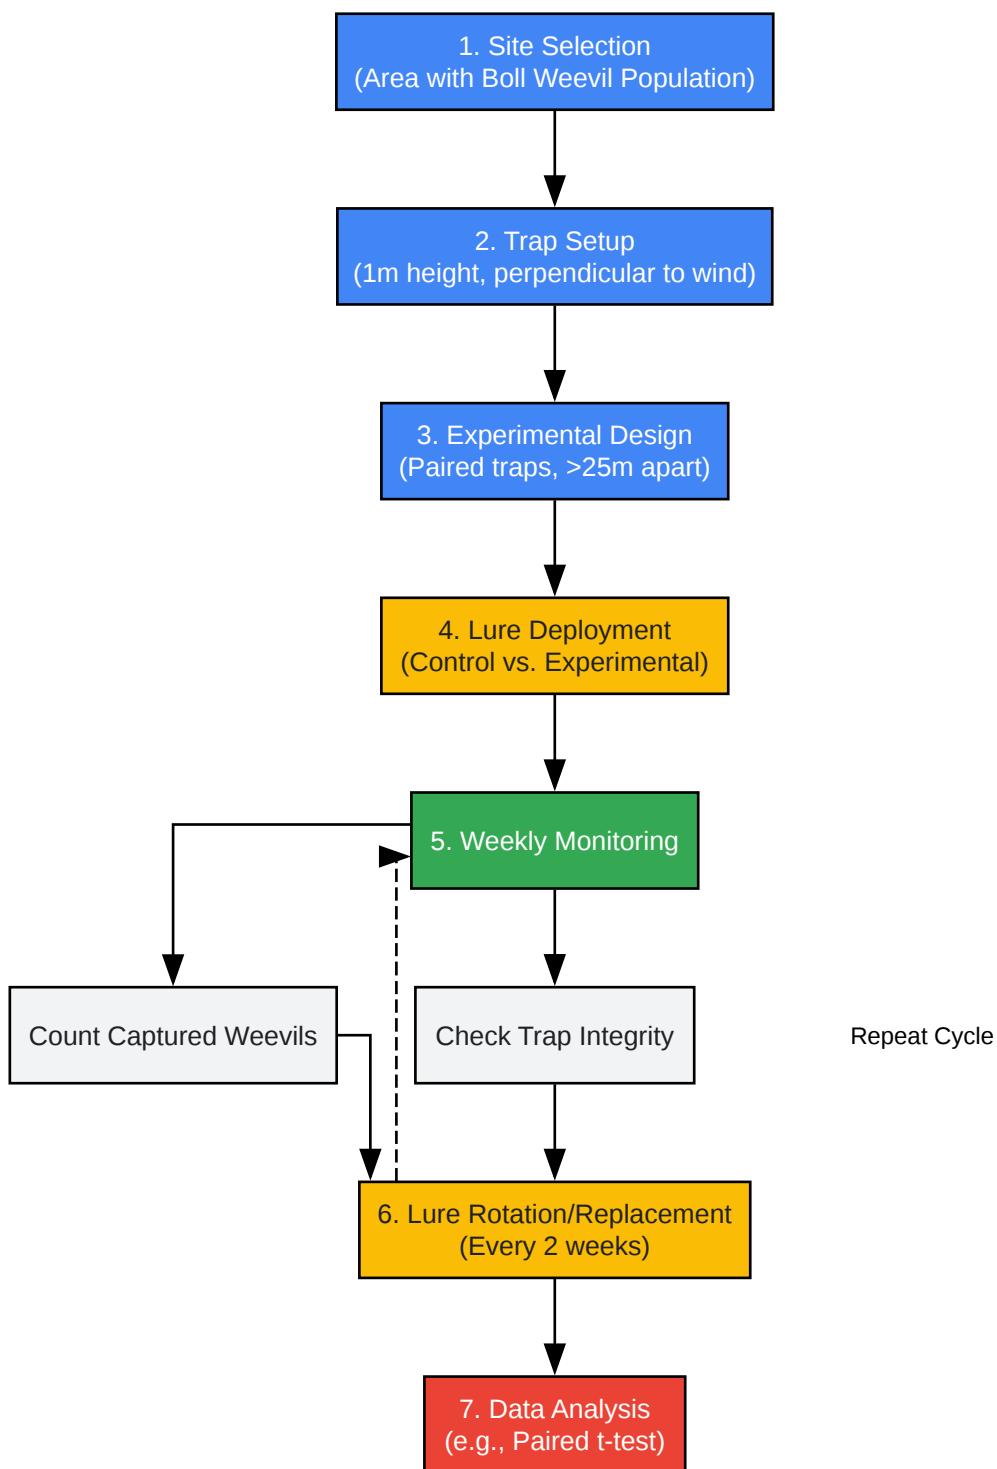 1. Site Selection
(Area with Boll Weevil Population)
2. Trap Setup
(1m height, perpendicular to wind)
3. Experimental Design
(Paired traps, >25m apart)
4. Lure Deployment
(Control vs. Experimental)
5. Weekly Monitoring
Count Captured Weevils
Check Trap Integrity
Repeat Cycle
6. Lure Rotation/Replacement
(Every 2 weeks)
7. Data Analysis
(e.g., Paired t-test)